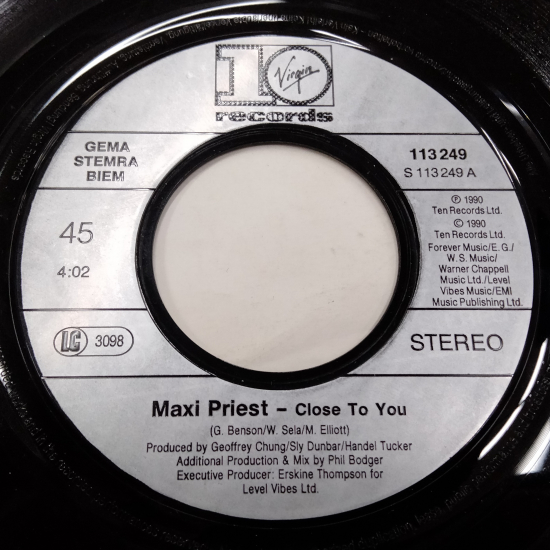 10
Virgin
records
GEMA
STEMRA
BIEM
113 249
S 113 249 A
45
4:02
℗ 1990
Ten Records Ltd.
© 1990
Ten Records Ltd.
Forever Music/E.G./
W.S. Music/
Warner Chappell
Music Ltd./Level
Vibes Music/EMI
Music Publishing Ltd.
LC 3098
STEREO
Maxi Priest – Close To You
(G. Benson/W. Sela/M. Elliott)
Produced by Geoffrey Chung/Sly Dunbar/Handel Tucker
Additional Production & Mix by Phil Bodger
Executive Producer: Erskine Thompson for
Level Vibes Ltd.